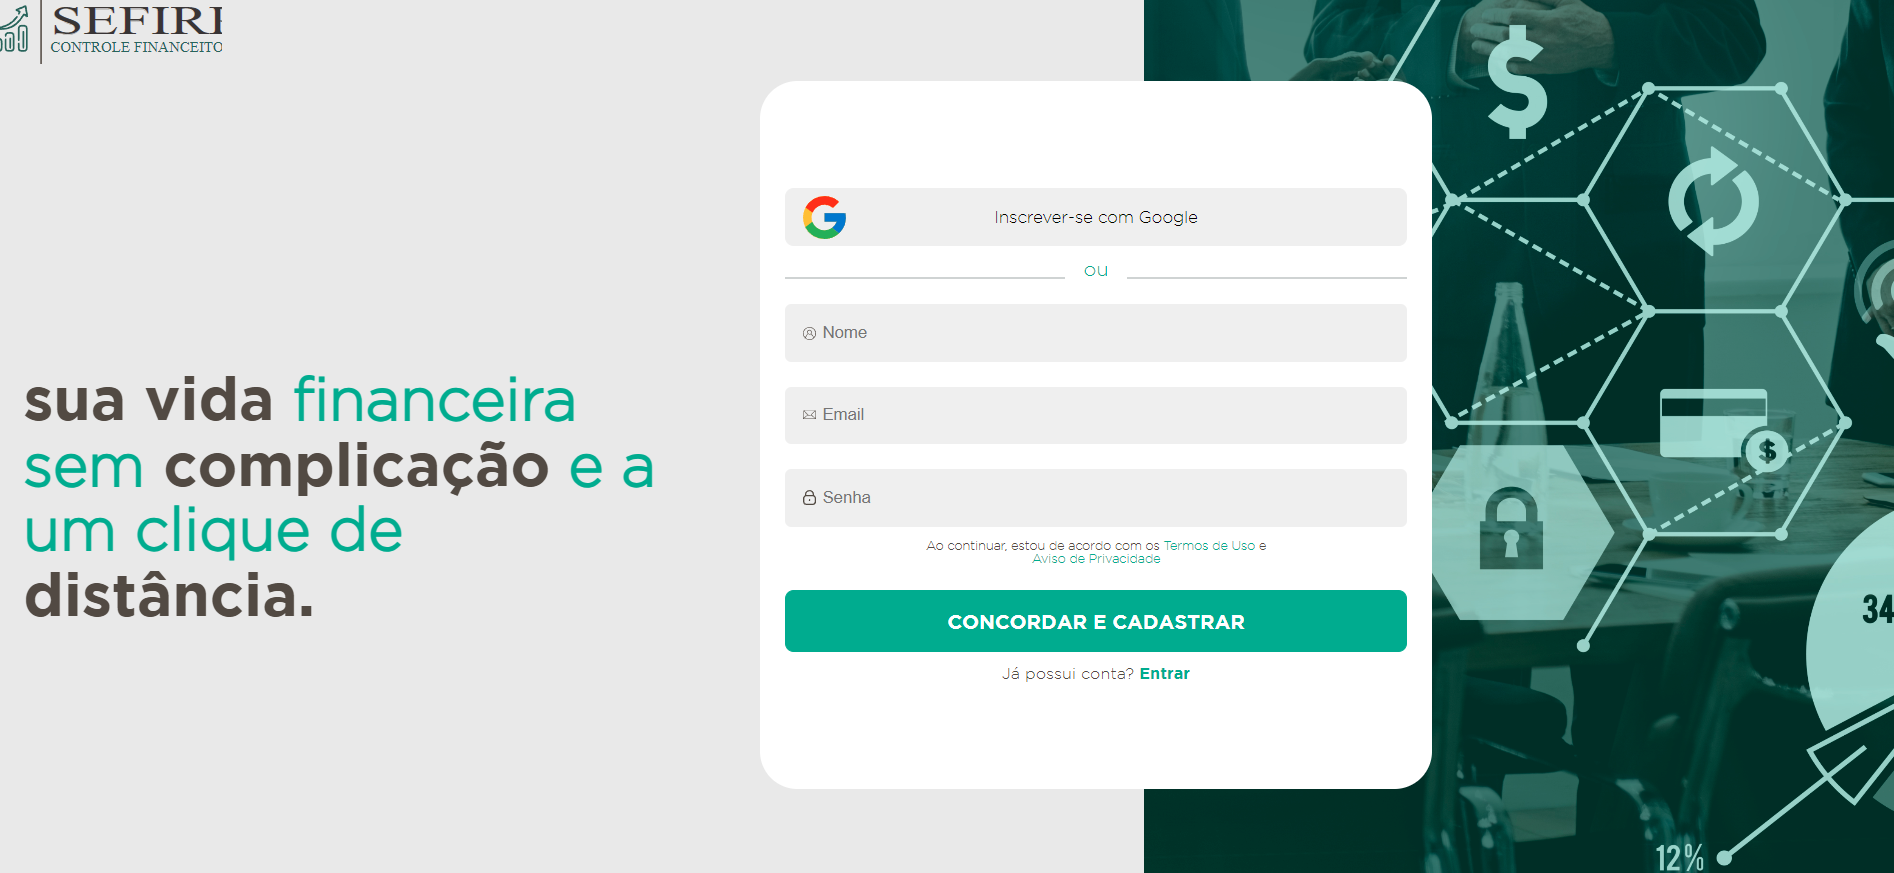 SEFIRI
CONTROLE FINANCEITO
Inscrever-se com Google
ou
Nome
Email
Senha
Ao continuar, estou de acordo com os Termos de Uso e
Aviso de Privacidade
CONCORDAR E CADASTRAR
Já possui conta? Entrar
sua vida financeira
sem complicação e a
um clique de
distância.
$
$
34
12%